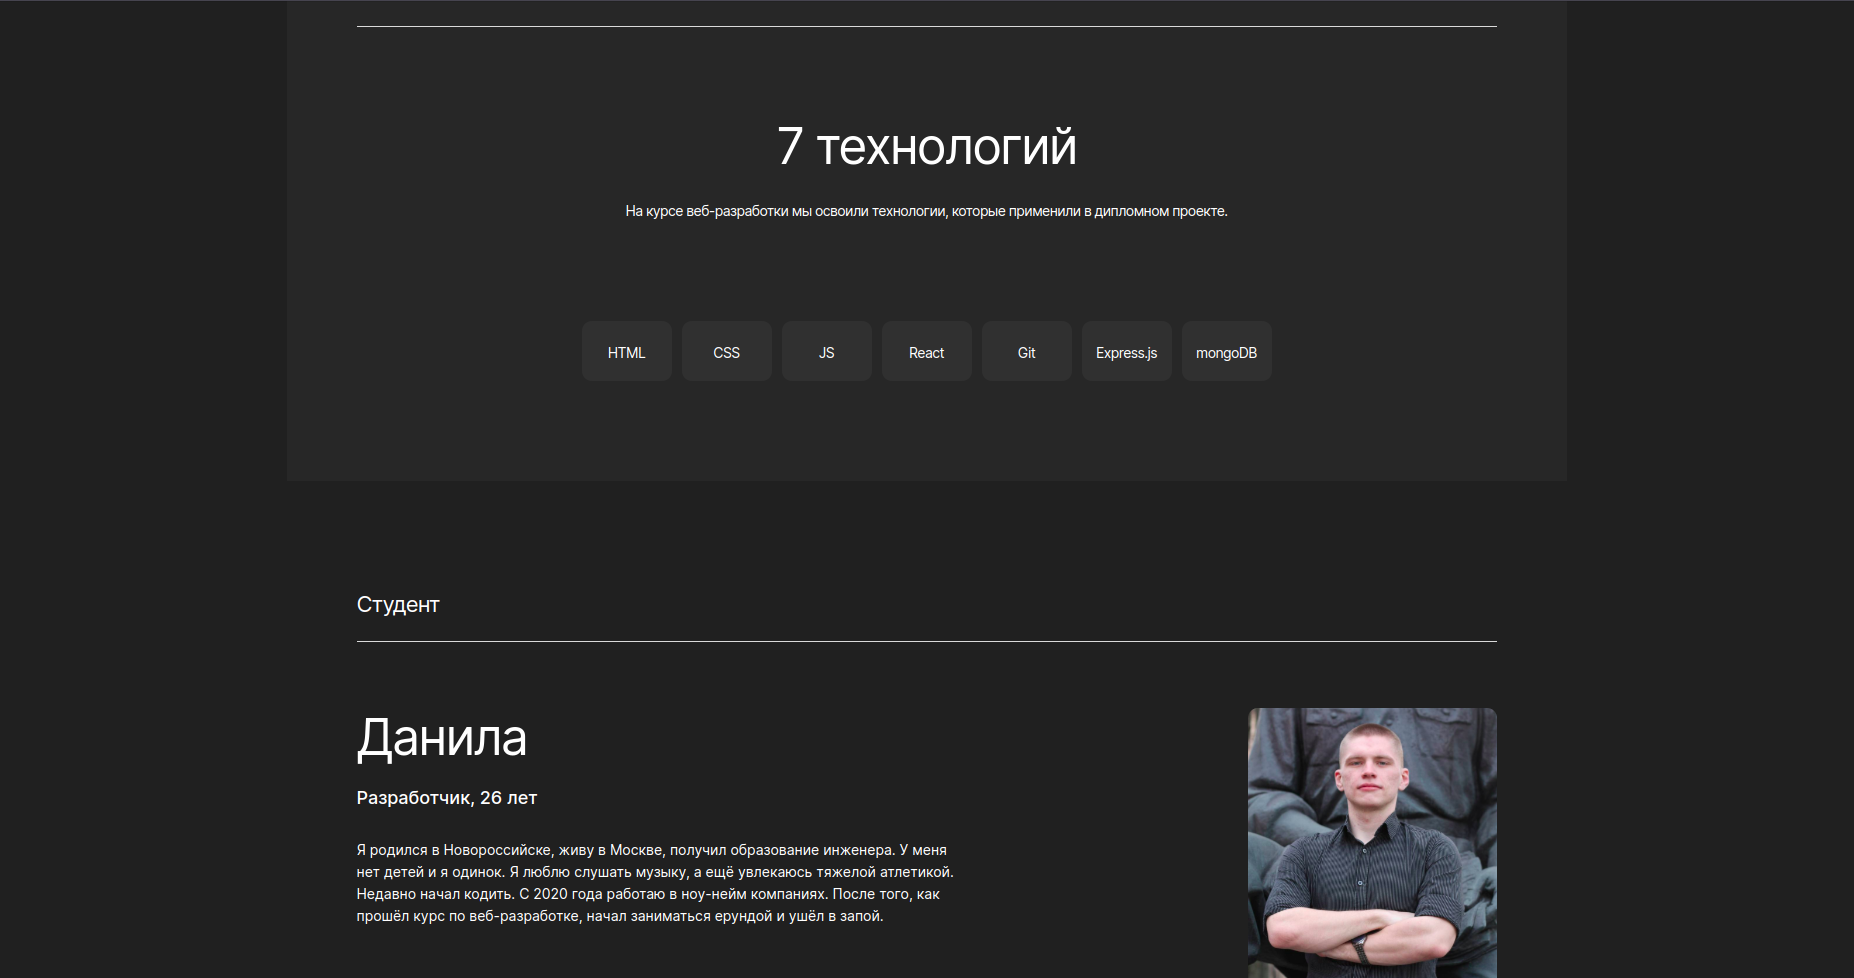 7 технологий
На курсе веб-разработки мы освоили технологии, которые применили в дипломном проекте.
HTML CSS JS React Git Express.js mongoDB
Студент
Данила
Разработчик, 26 лет
Я родился в Новороссийске, живу в Москве, получил образование инженера. У меня
нет детей и я одинок. Я люблю слушать музыку, а ещё увлекаюсь тяжелой атлетикой.
Недавно начал кодить. С 2020 года работаю в ноу-нейм компаниях. После того, как
прошёл курс по веб-разработке, начал заниматься ерундой и ушёл в запой.